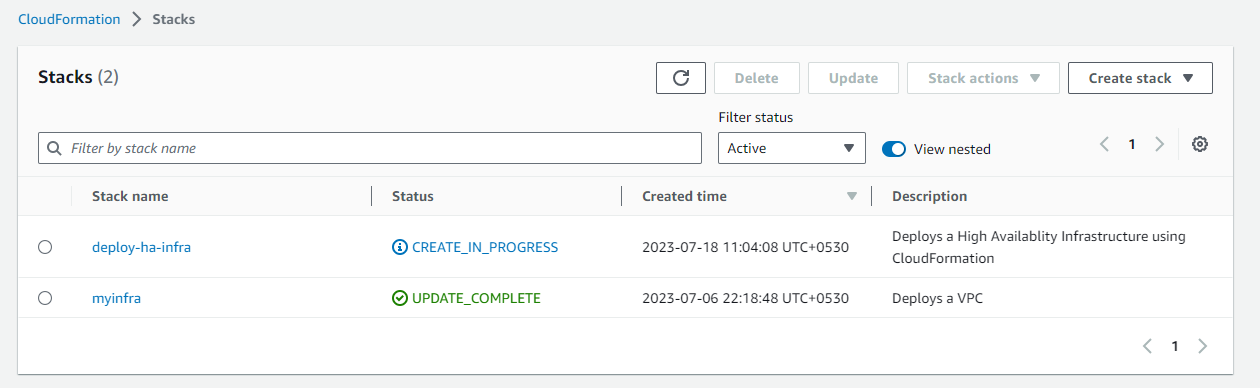 CloudFormation > Stacks
Stacks (2)
Delete
Update
Stack actions
Create stack
Filter status
Filter by stack name
Active
View nested
1
Stack name Status Created time Description
deploy-ha-infra CREATE_IN_PROGRESS 2023-07-18 11:04:08 UTC+0530 Deploys a High Availablity Infrastructure using
CloudFormation
myinfra UPDATE_COMPLETE 2023-07-06 22:18:48 UTC+0530 Deploys a VPC
1